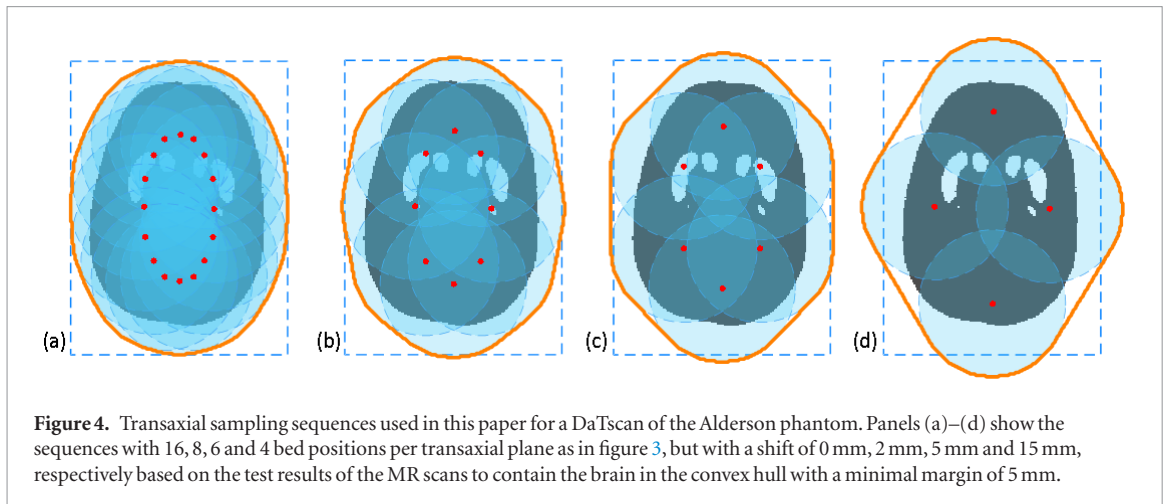 (a)
(b)
(c)
(d)
Figure 4. Transaxial sampling sequences used in this paper for a DaTscan of the Alderson phantom. Panels (a)–(d) show the
sequences with 16, 8, 6 and 4 bed positions per transaxial plane as in figure 3, but with a shift of 0 mm, 2 mm, 5 mm and 15 mm,
respectively based on the test results of the MR scans to contain the brain in the convex hull with a minimal margin of 5 mm.